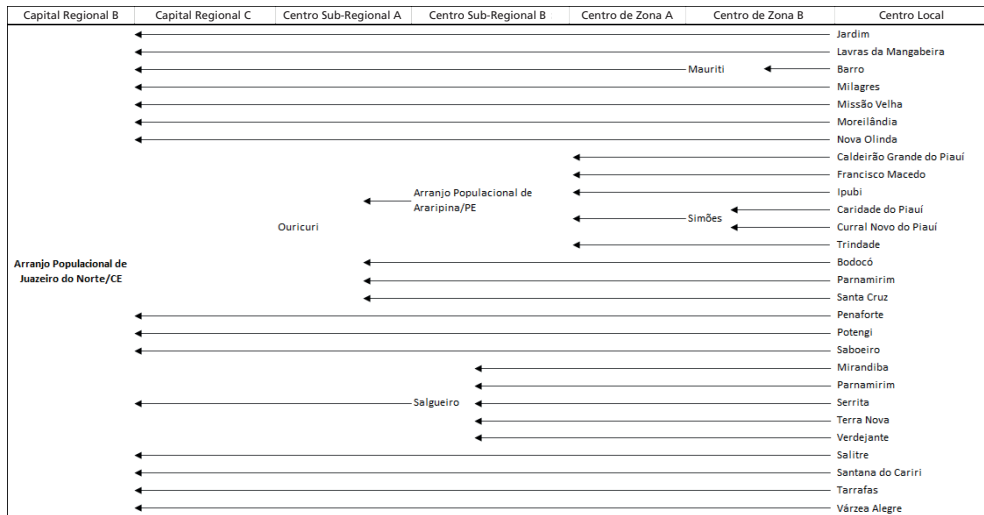 Capital Regional B Capital Regional C Centro Sub-Regional A Centro Sub-Regional B Centro de Zona A Centro de Zona B Centro Local
Jardim
Lavras da Mangabeira
Mauriti Barro
Milagres
Missão Velha
Moreilândia
Nova Olinda
Caldeirão Grande do Piauí
Francisco Macedo
Arranjo Populacional de
Araripina/PE
Ipubi
Caridade do Piauí
Simões
Ouricuri Curral Novo do Piauí
Trindade
Arranjo Populacional de
Juazeiro do Norte/CE
Bodocó
Parnamirim
Santa Cruz
Penaforte
Potengi
Saboeiro
Mirandiba
Parnamirim
Salgueiro Serrita
Terra Nova
Verdejante
Salitre
Santana do Cariri
Tarrafas
Várzea Alegre